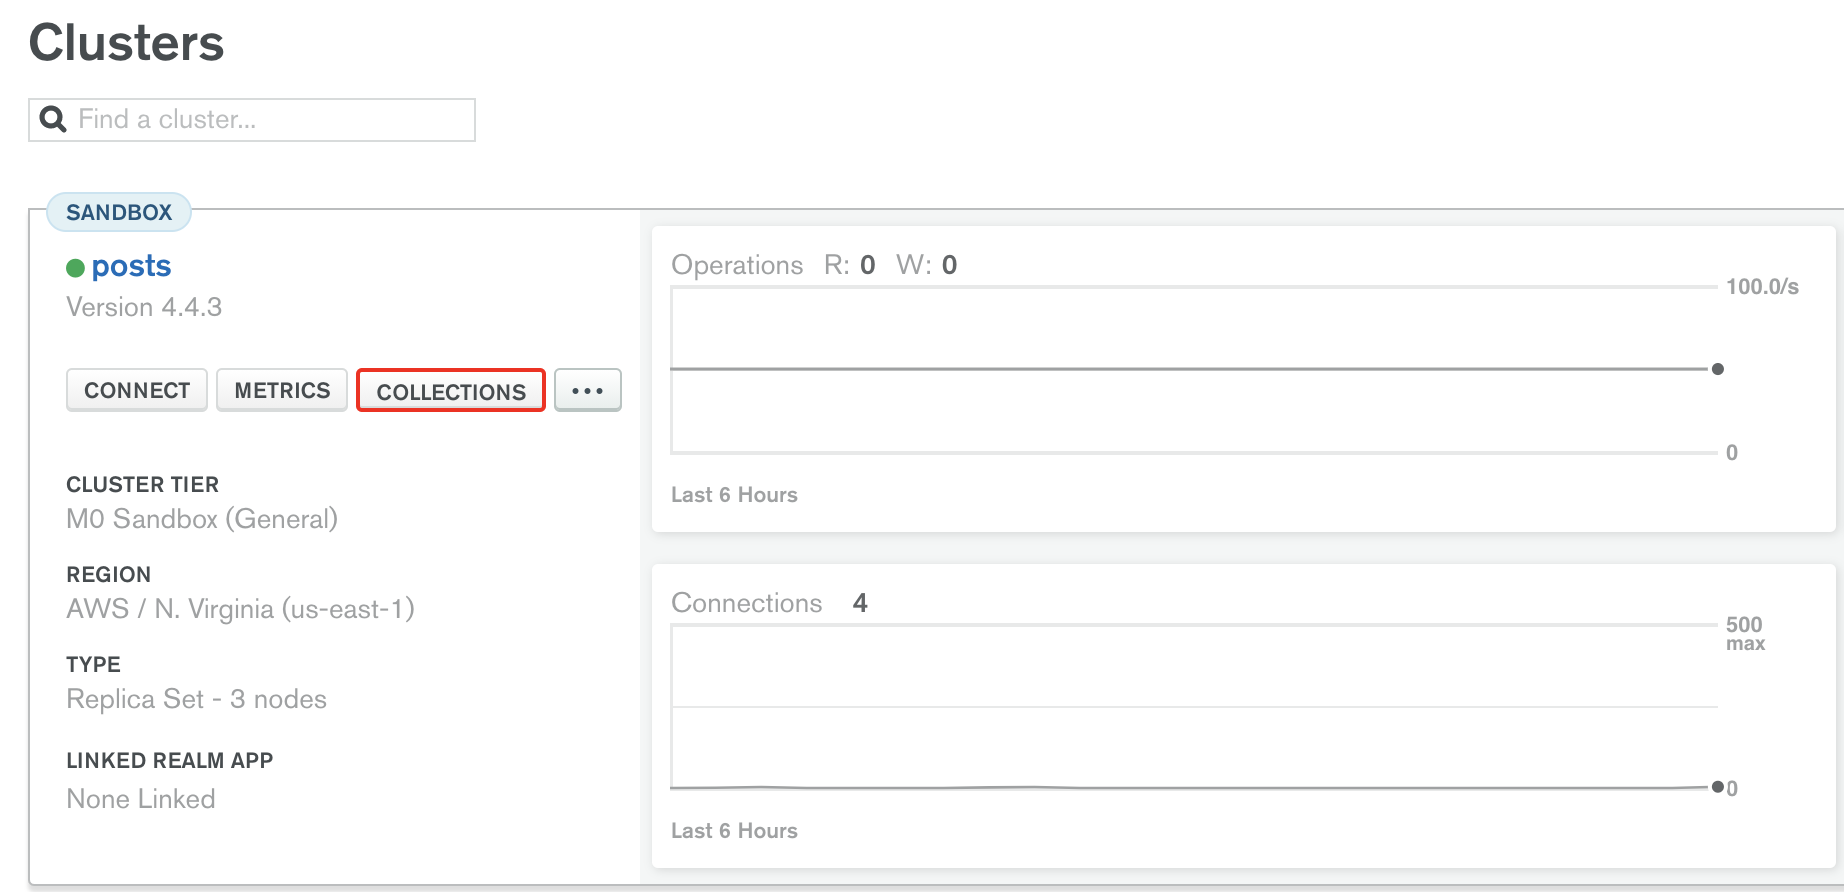 Clusters
Find a cluster...
SANDBOX
posts
Version 4.4.3
CONNECT METRICS COLLECTIONS ...
CLUSTER TIER
M0 Sandbox (General)
REGION
AWS / N. Virginia (us-east-1)
TYPE
Replica Set - 3 nodes
LINKED REALM APP
None Linked
Operations R: 0 W: 0
100.0/s
0
Last 6 Hours
Connections 4
500
max
0
Last 6 Hours